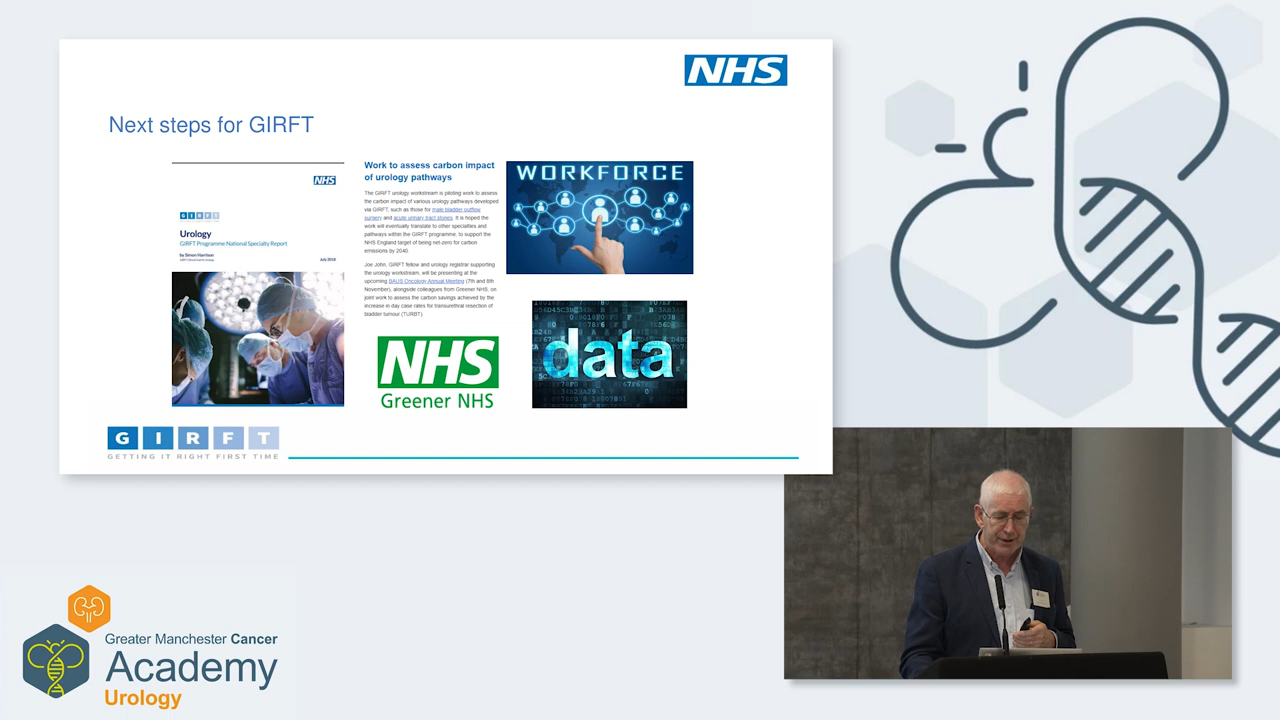 NHS
Next steps for GIRFT
NHS
G I R F T
Urology
GIRFT Programme National Specialty Report
by Simon Harrison
July 2018
Work to assess carbon impact
of urology pathways
The GIRFT urology workstream is piloting work to assess
the carbon impact of various urology pathways developed
via GIRFT, such as those for male bladder outflow
surgery and acute urinary tract stones. It is hoped the
work will eventually translate to other specialties and
pathways within the GIRFT programme, to support the
NHS England target of being net-zero for carbon
emissions by 2040.
Joe John, GIRFT fellow and urology registrar supporting
the urology workstream, will be presenting at the
upcoming BAUS Oncology Annual Meeting (7th and 8th
November), alongside colleagues from Greener NHS, on
joint work to assess the carbon savings achieved by the
increase in day case rates for transurethral resection of
bladder tumour (TURBT).
NHS
Greener NHS
WORKFORCE
data
G I R F T
GETTING IT RIGHT FIRST TIME
Greater Manchester Cancer
Academy
Urology